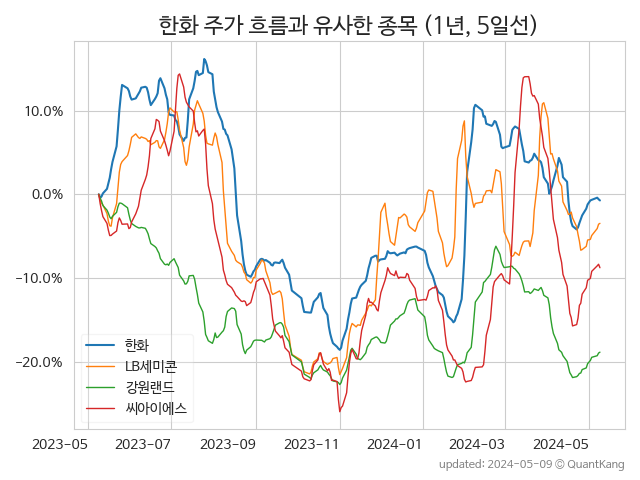 한화 주가 흐름과 유사한 종목 (1년, 5일선)
10.0%
0.0%
−10.0%
−20.0%
한화
LB세미콘
강원랜드
씨아이에스
2023-05 2023-07 2023-09 2023-11 2024-01 2024-03 2024-05
updated: 2024-05-09 © QuantKang